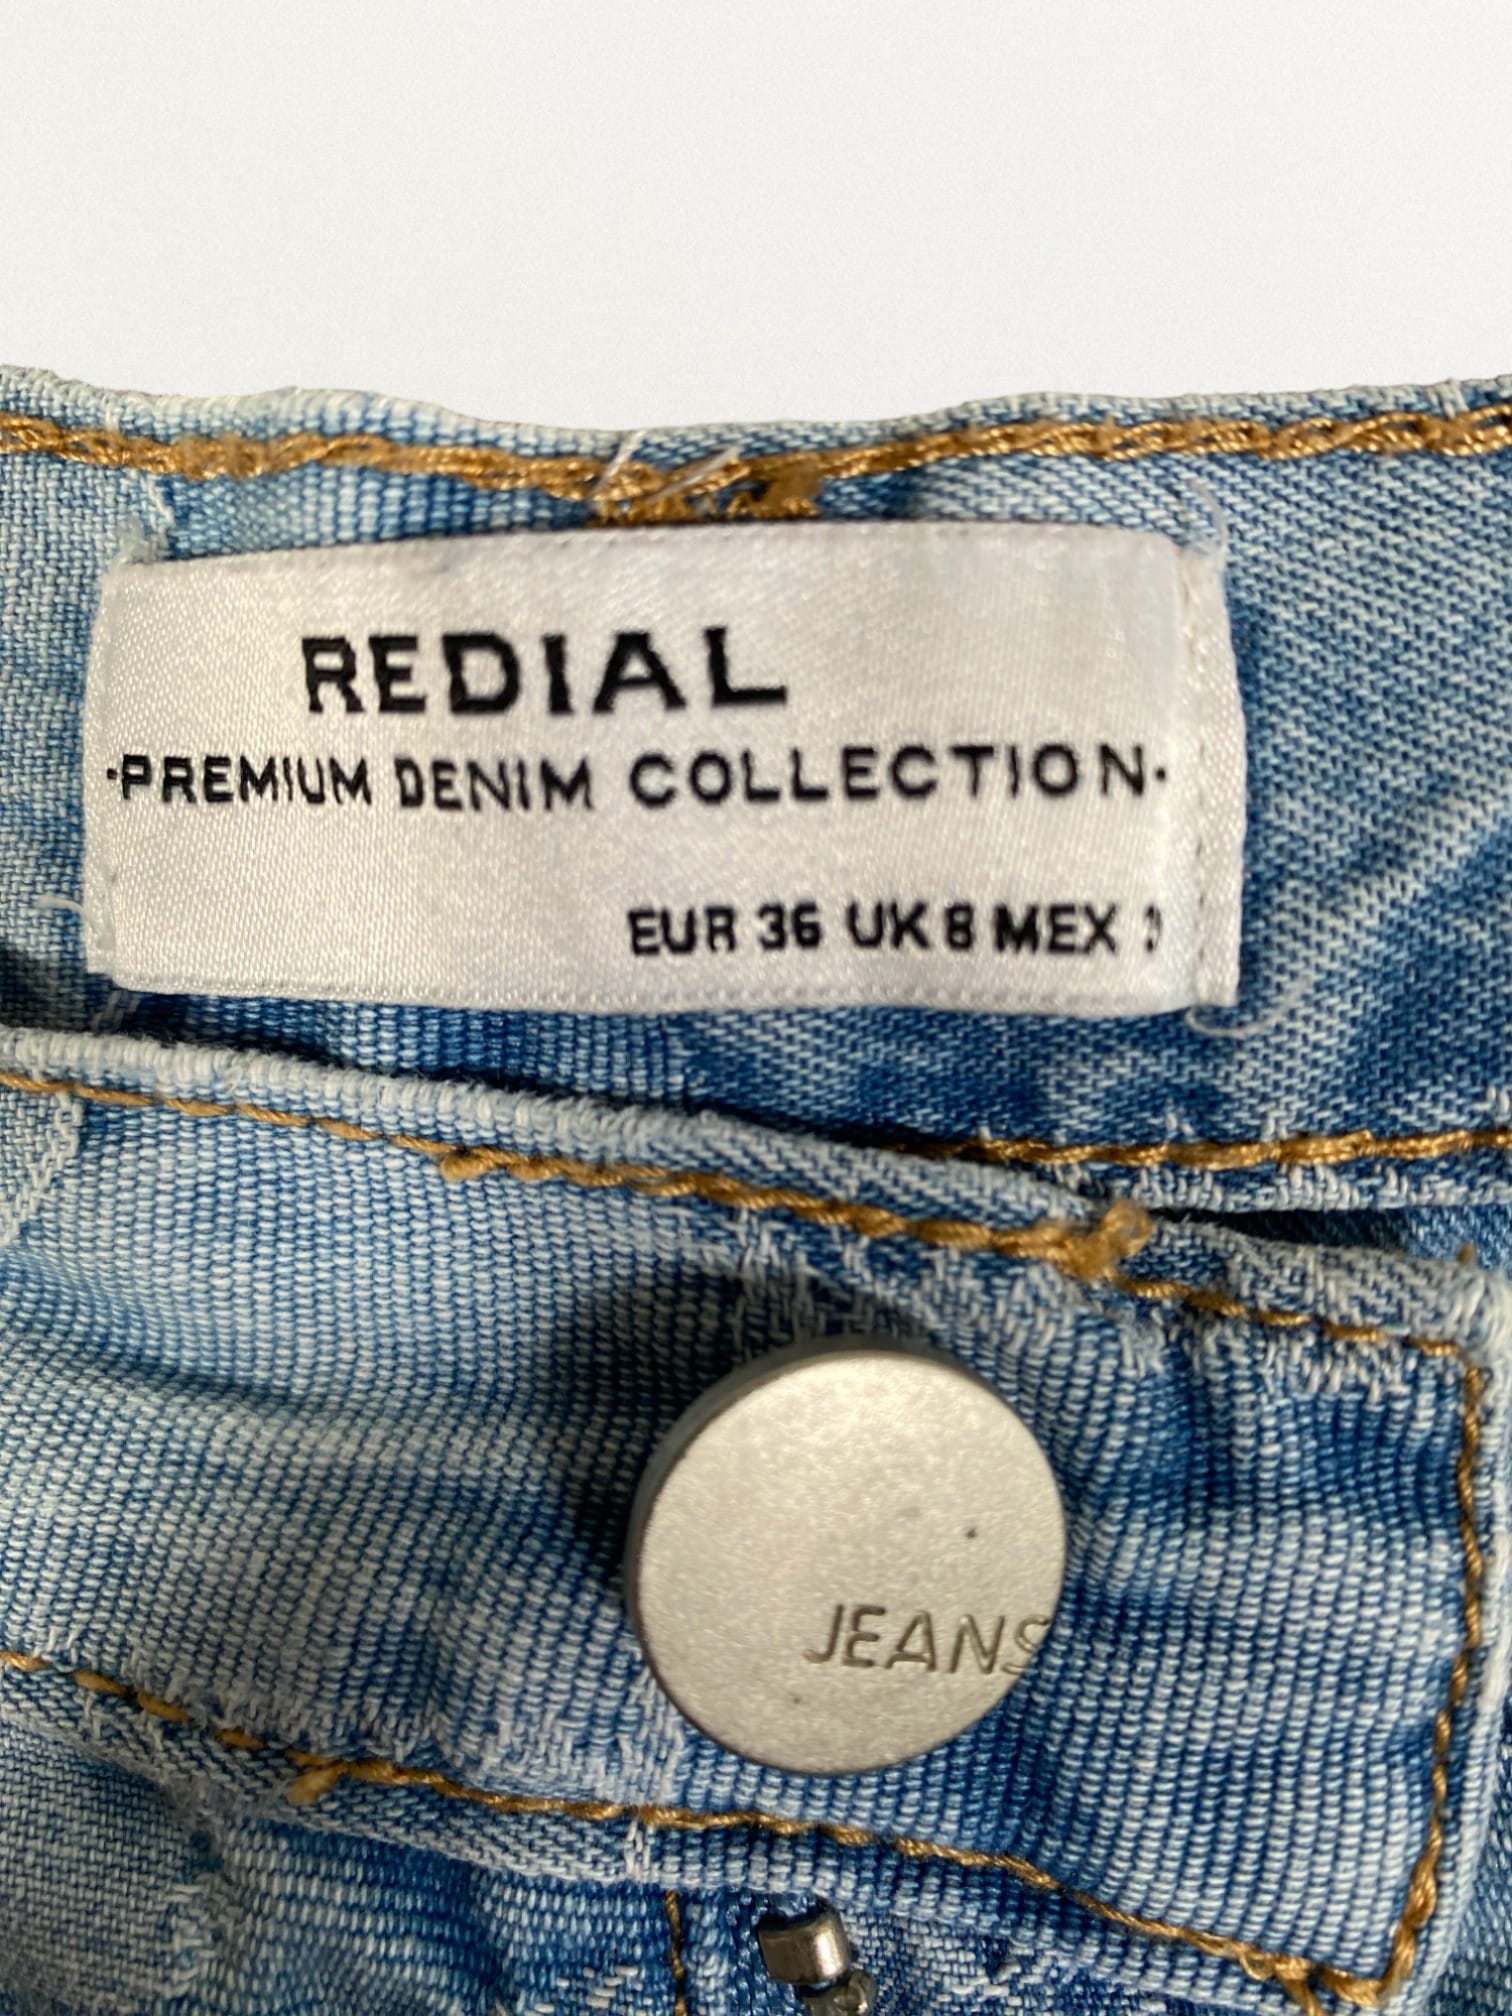 REDIAL
·PREMIUM DENIM COLLECTION·
EUR 36 UK 8 MEX
JEANS